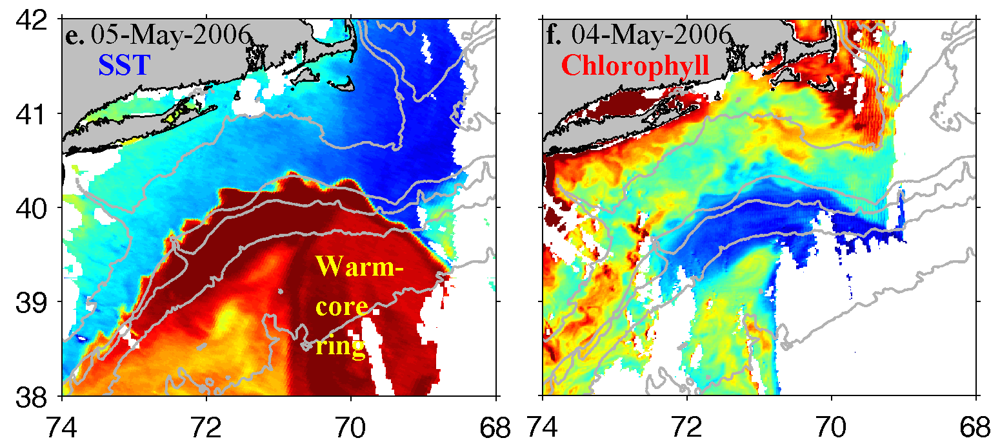 e. 05-May-2006
SST
Warm-
core
ring
42
41
40
39
38
74
72
70
68
f. 04-May-2006
Chlorophyll
74
72
70
68